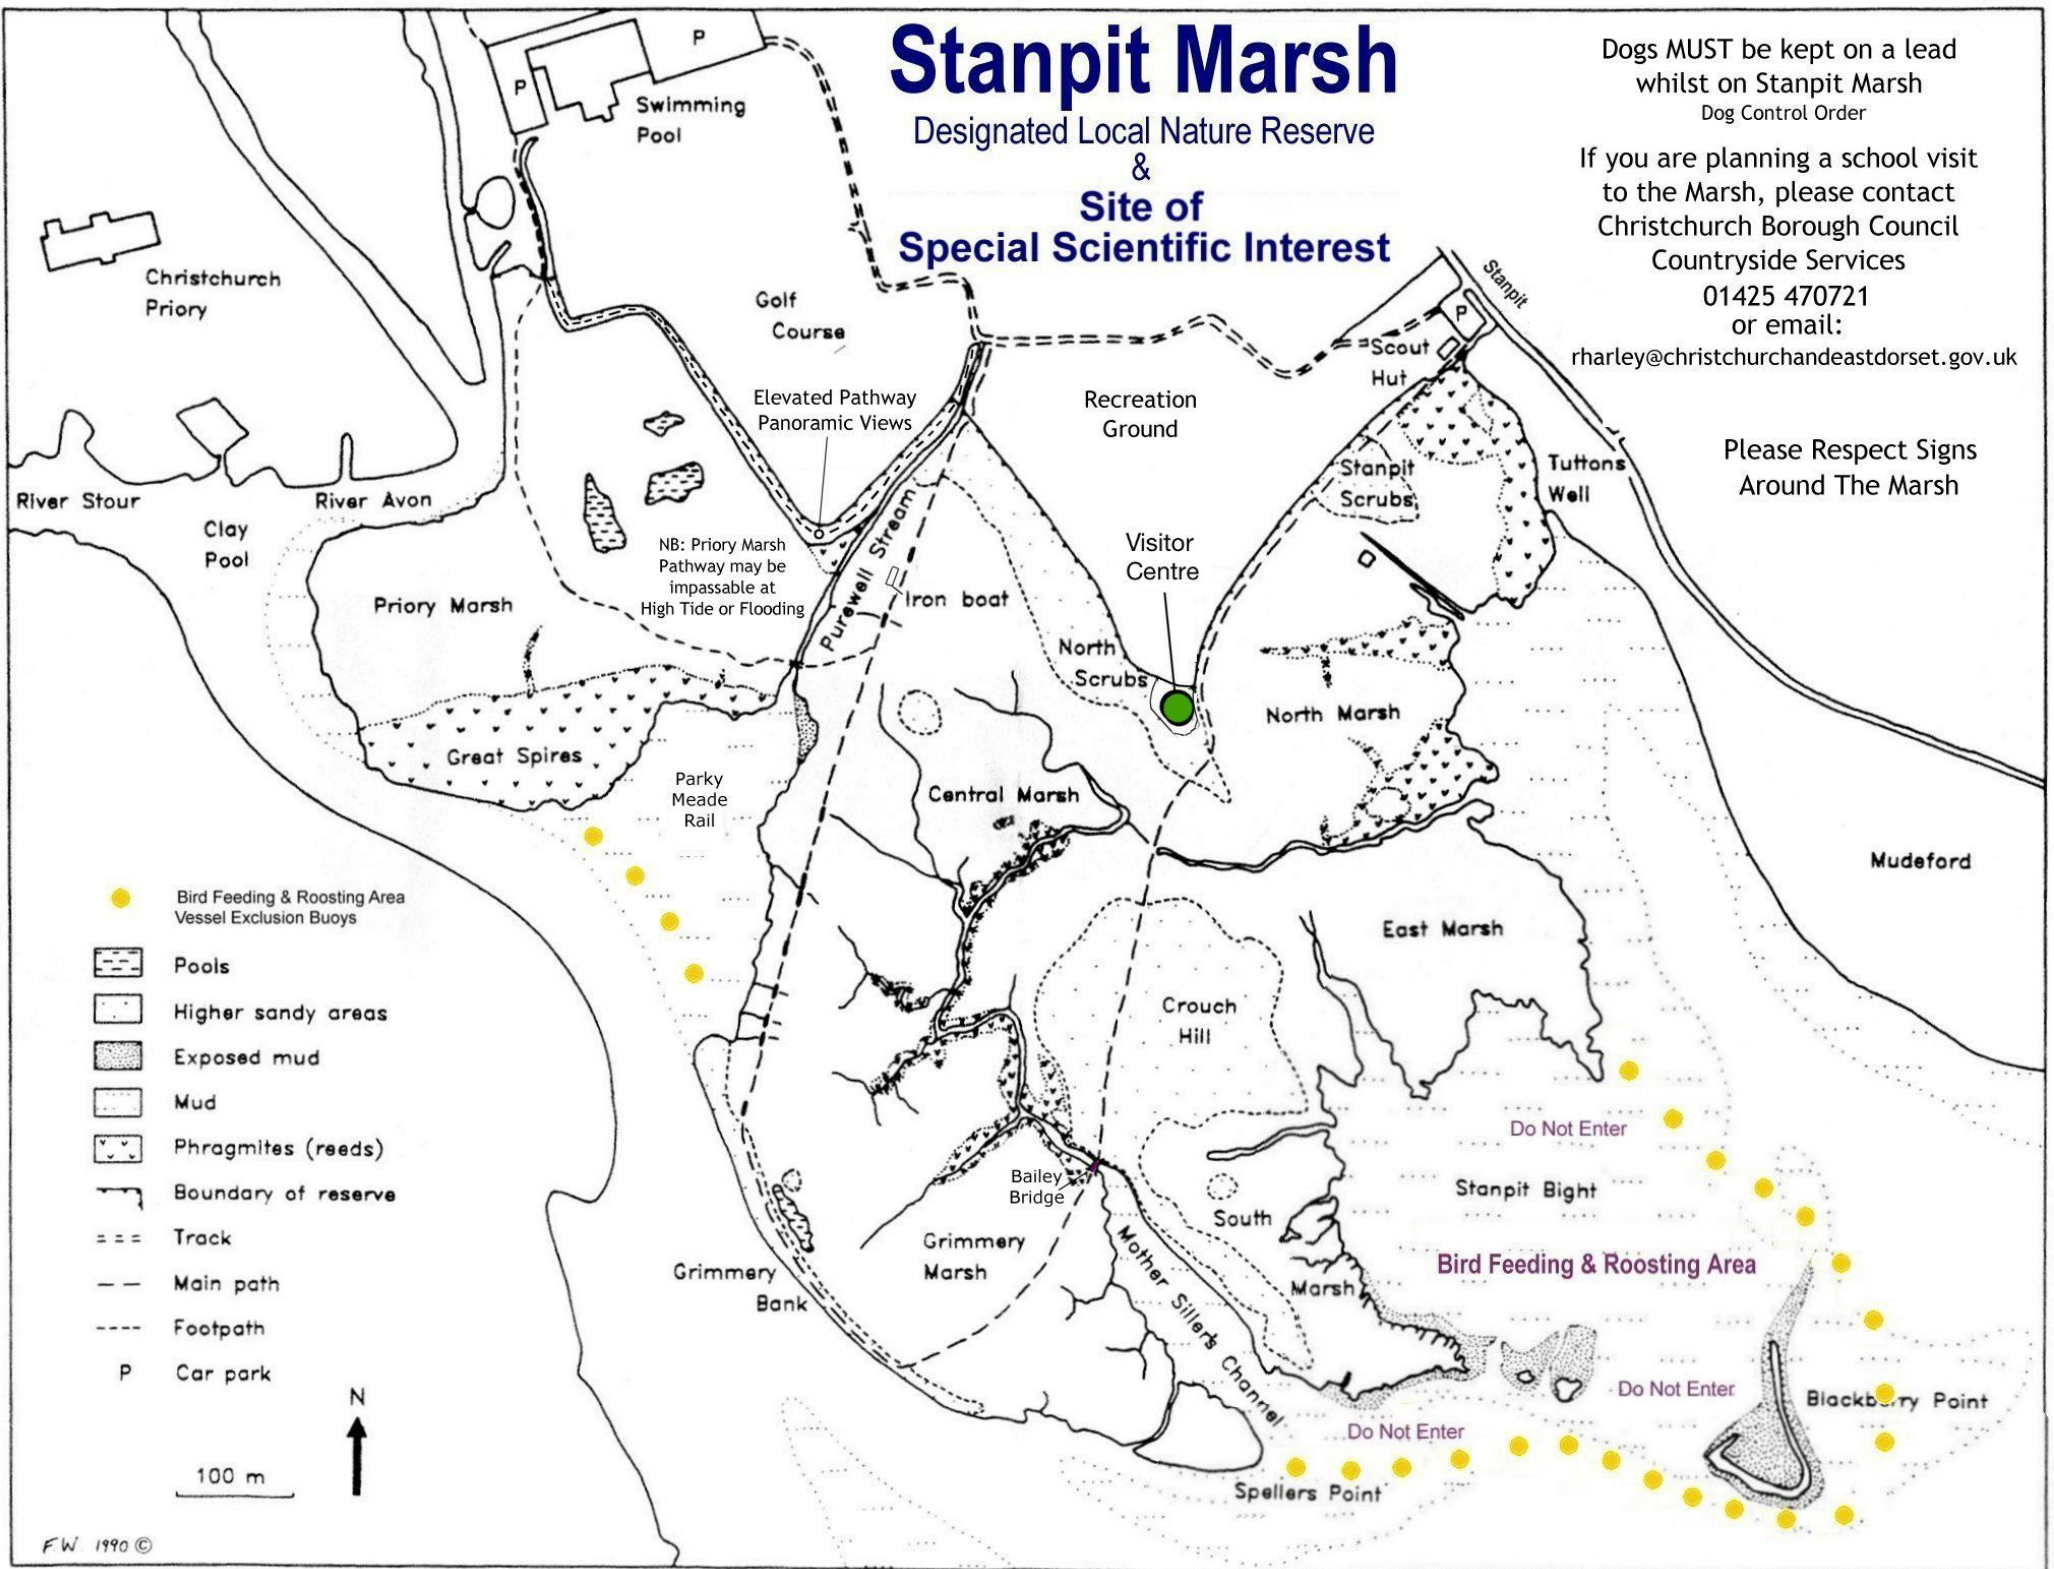 Stanpit Marsh
Designated Local Nature Reserve
&
Site of
Special Scientific Interest
Dogs MUST be kept on a lead
whilst on Stanpit Marsh
Dog Control Order
If you are planning a school visit
to the Marsh, please contact
Christchurch Borough Council
Countryside Services
01425 470721
or email:
rharley@christchurchandeastdorset.gov.uk
Please Respect Signs
Around The Marsh
P
P
Swimming
Pool
Christchurch
Priory
Golf
Course
Stanpit
P
Scout
Hut
Elevated Pathway
Panoramic Views
Recreation
Ground
Stanpit
Scrubs
Tuttons
Well
River Stour
River Avon
Clay
Pool
NB: Priory Marsh
Pathway may be
impassable at
High Tide or Flooding
Purewell Stream
Iron boat
Visitor
Centre
Priory Marsh
North
Scrubs
North Marsh
Great Spires
Parky
Meade
Rail
Central Marsh
Mudeford
East Marsh
Crouch
Hill
Do Not Enter
Stanpit Bight
Bailey
Bridge
South
Marsh
Grimmery
Marsh
Mother Sillers Channel
Bird Feeding & Roosting Area
Grimmery
Bank
Do Not Enter
Blackberry Point
Do Not Enter
Spellers Point
Bird Feeding & Roosting Area
Vessel Exclusion Buoys
Pools
Higher sandy areas
Exposed mud
Mud
Phragmites (reeds)
Boundary of reserve
Track
Main path
Footpath
P Car park
N
100 m
F.W. 1990 ©